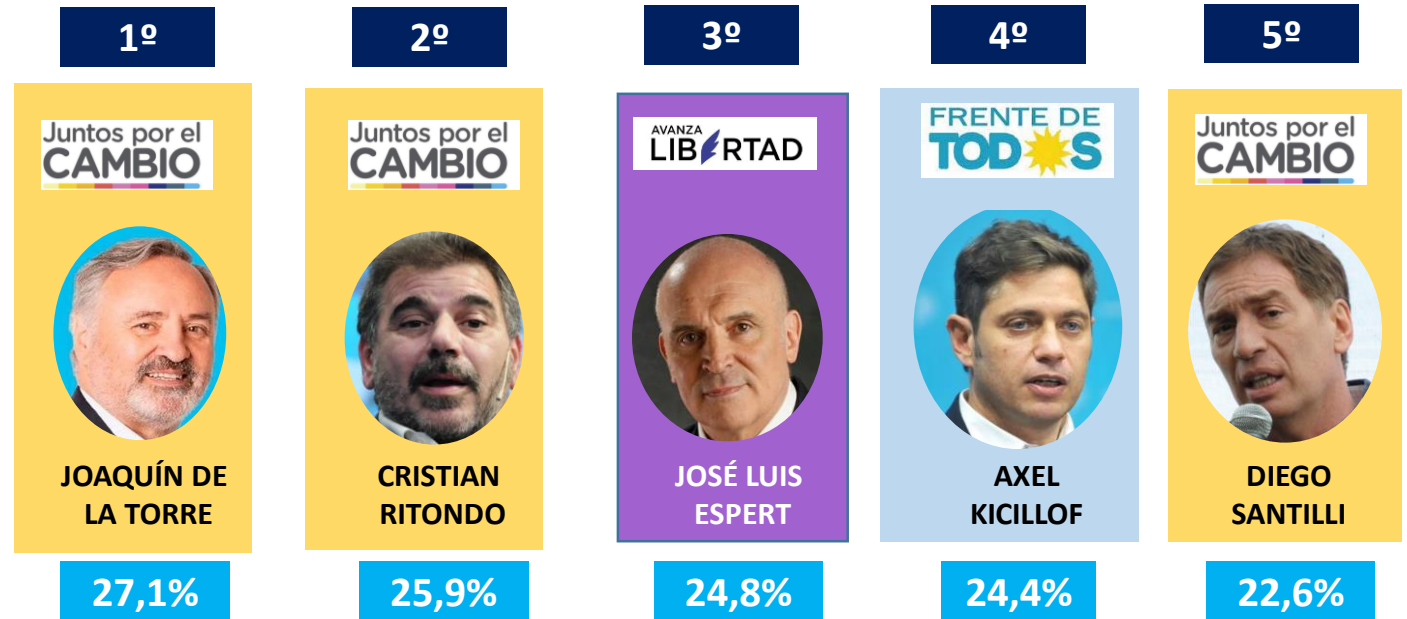 1º
2º
3º
4º
5º
Juntos por el
CAMBIO
Juntos por el
CAMBIO
AVANZA
LIBERTAD
FRENTE DE
TODOS
Juntos por el
CAMBIO
JOAQUÍN DE
LA TORRE
CRISTIAN
RITONDO
JOSÉ LUIS
ESPERT
AXEL
KICILLOF
DIEGO
SANTILLI
27,1%
25,9%
24,8%
24,4%
22,6%